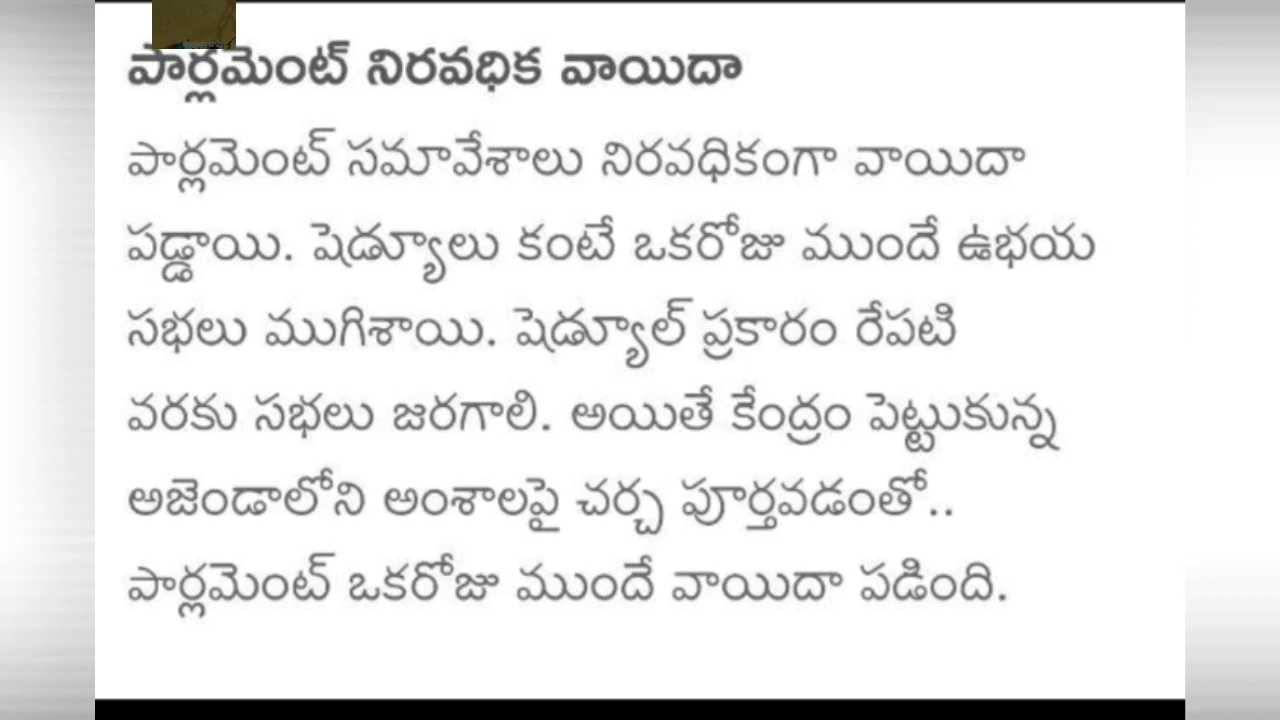 పార్లమెంట్ నిరవధిక వాయిదా
పార్లమెంట్ సమావేశాలు నిరవధికంగా వాయిదా
పడ్డాయి. షెడ్యూలు కంటే ఒకరోజు ముందే ఉభయ
సభలు ముగిశాయి. షెడ్యూల్ ప్రకారం రేపటి
వరకు సభలు జరగాలి. అయితే కేంద్రం పెట్టుకున్న
అజెండాలోని అంశాలపై చర్చ పూర్తవడంతో..
పార్లమెంట్ ఒకరోజు ముందే వాయిదా పడింది.